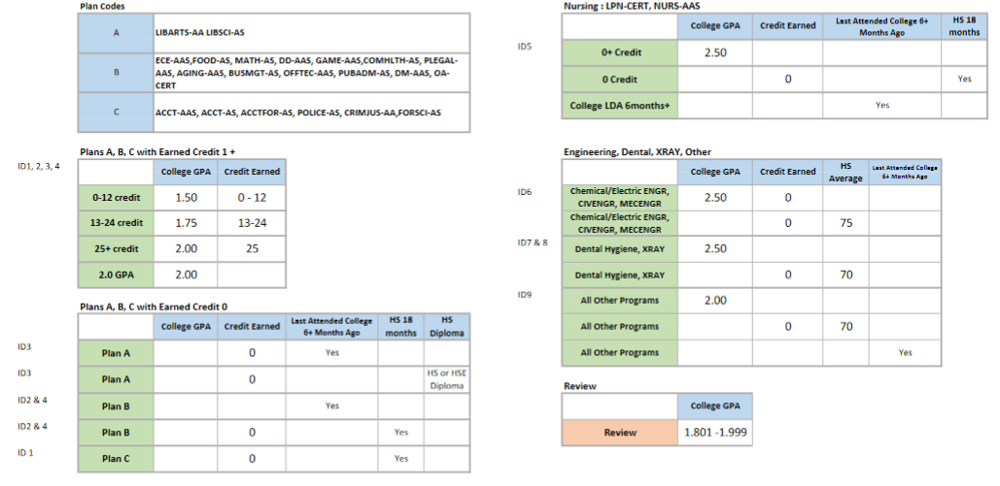 Plan Codes
A LIBARTS-AA LIBSCI-AS
B ECE-AAS,FOOD-AS, MATH-AS, DD-AAS, GAME-AAS,COMHLTH-AS, PLEGAL-
AAS, AGING-AAS, BUSMGT-AS, OFFTEC-AAS, PUBADM-AS, DM-AAS, OA-
CERT
C ACCT-AAS, ACCT-AS, ACCTFOR-AS, POLICE-AS, CRIMJUS-AA,FORSCI-AS
Plans A, B, C with Earned Credit 1 +
ID1, 2, 3, 4
College GPA Credit Earned
0-12 credit 1.50 0 - 12
13-24 credit 1.75 13-24
25+ credit 2.00 25
2.0 GPA 2.00
Plans A, B, C with Earned Credit 0
College GPA Credit Earned Last Attended College 6+ Months Ago HS 18 months HS Diploma
ID3 Plan A 0 Yes
ID3 Plan A 0 HS or HSE Diploma
ID2 & 4 Plan B Yes
ID2 & 4 Plan B 0 Yes
ID 1 Plan C 0 Yes
Nursing : LPN-CERT, NURS-AAS
College GPA Credit Earned Last Attended College 6+ Months Ago HS 18 months
ID5 0+ Credit 2.50
0 Credit 0 Yes
College LDA 6months+ Yes
Engineering, Dental, XRAY, Other
College GPA Credit Earned HS Average Last Attended College 6+ Months Ago
ID6 Chemical/Electric ENGR, CIVENGR, MECENGR 2.50 0
Chemical/Electric ENGR, CIVENGR, MECENGR 0 75
ID7 & 8 Dental Hygiene, XRAY 2.50
Dental Hygiene, XRAY 0 70
ID9 All Other Programs 2.00
All Other Programs 0 70
All Other Programs Yes
Review
College GPA
Review 1.801 -1.999